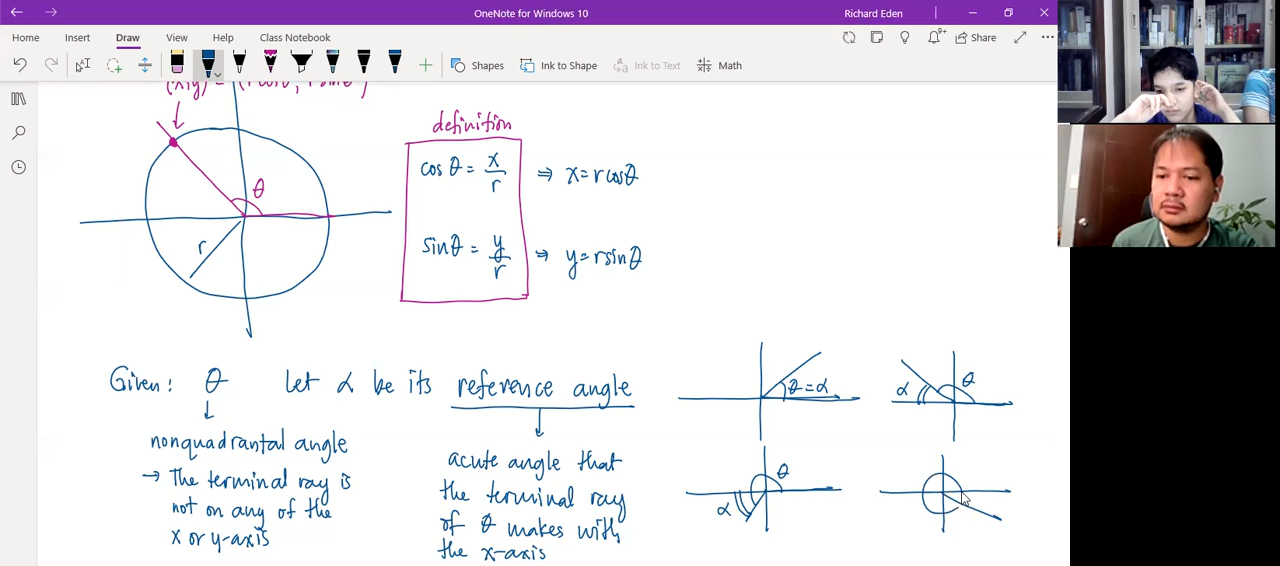 OneNote for Windows 10
Richard Eden
Home Insert Draw View Help Class Notebook
Share
Shapes
Ink to Shape
Ink to Text
Math
definition
cos θ = x/r ⇒ x = r cos θ
sin θ = y/r ⇒ y = r sin θ
θ
r
Given: θ let α be its reference angle
nonquadrantal angle
→ The terminal ray is
not on any of the
x or y-axis
acute angle that
the terminal ray
of θ makes with
the x-axis
θ = α
α θ
θ
α